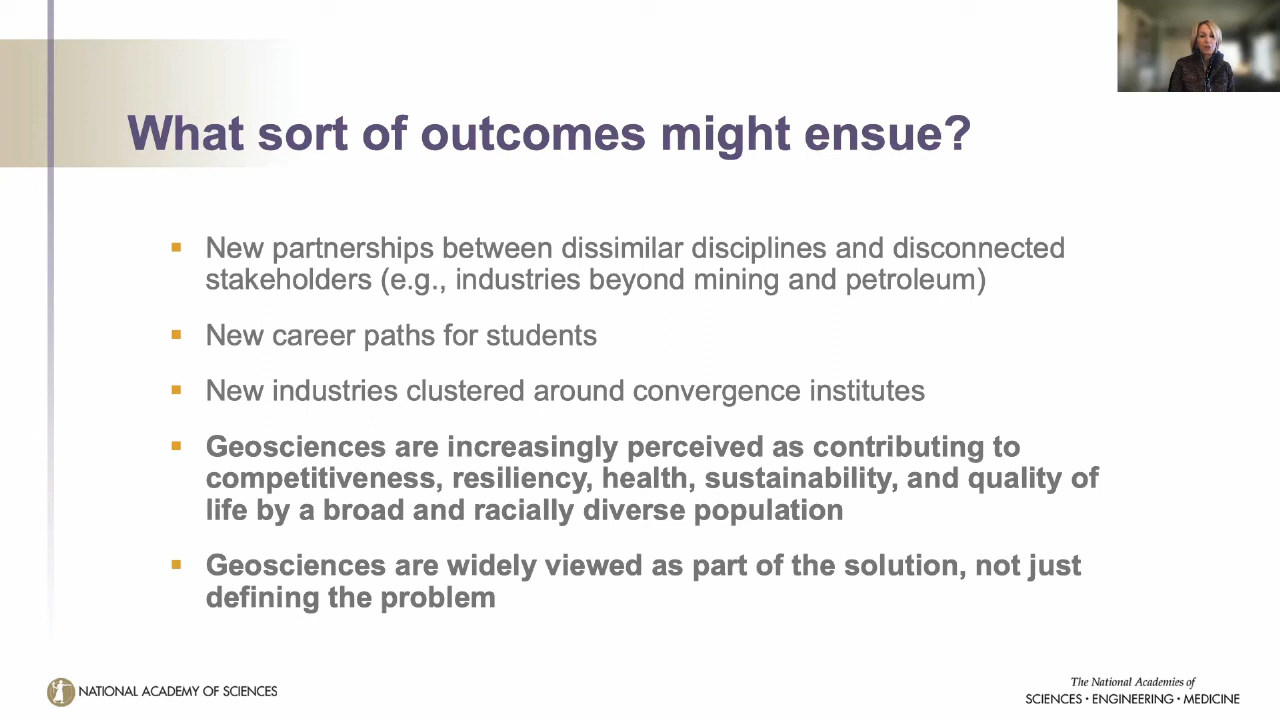 What sort of outcomes might ensue?
New partnerships between dissimilar disciplines and disconnected
stakeholders (e.g., industries beyond mining and petroleum)
New career paths for students
New industries clustered around convergence institutes
Geosciences are increasingly perceived as contributing to
competitiveness, resiliency, health, sustainability, and quality of
life by a broad and racially diverse population
Geosciences are widely viewed as part of the solution, not just
defining the problem
NATIONAL ACADEMY OF SCIENCES
The National Academies of
SCIENCES • ENGINEERING • MEDICINE